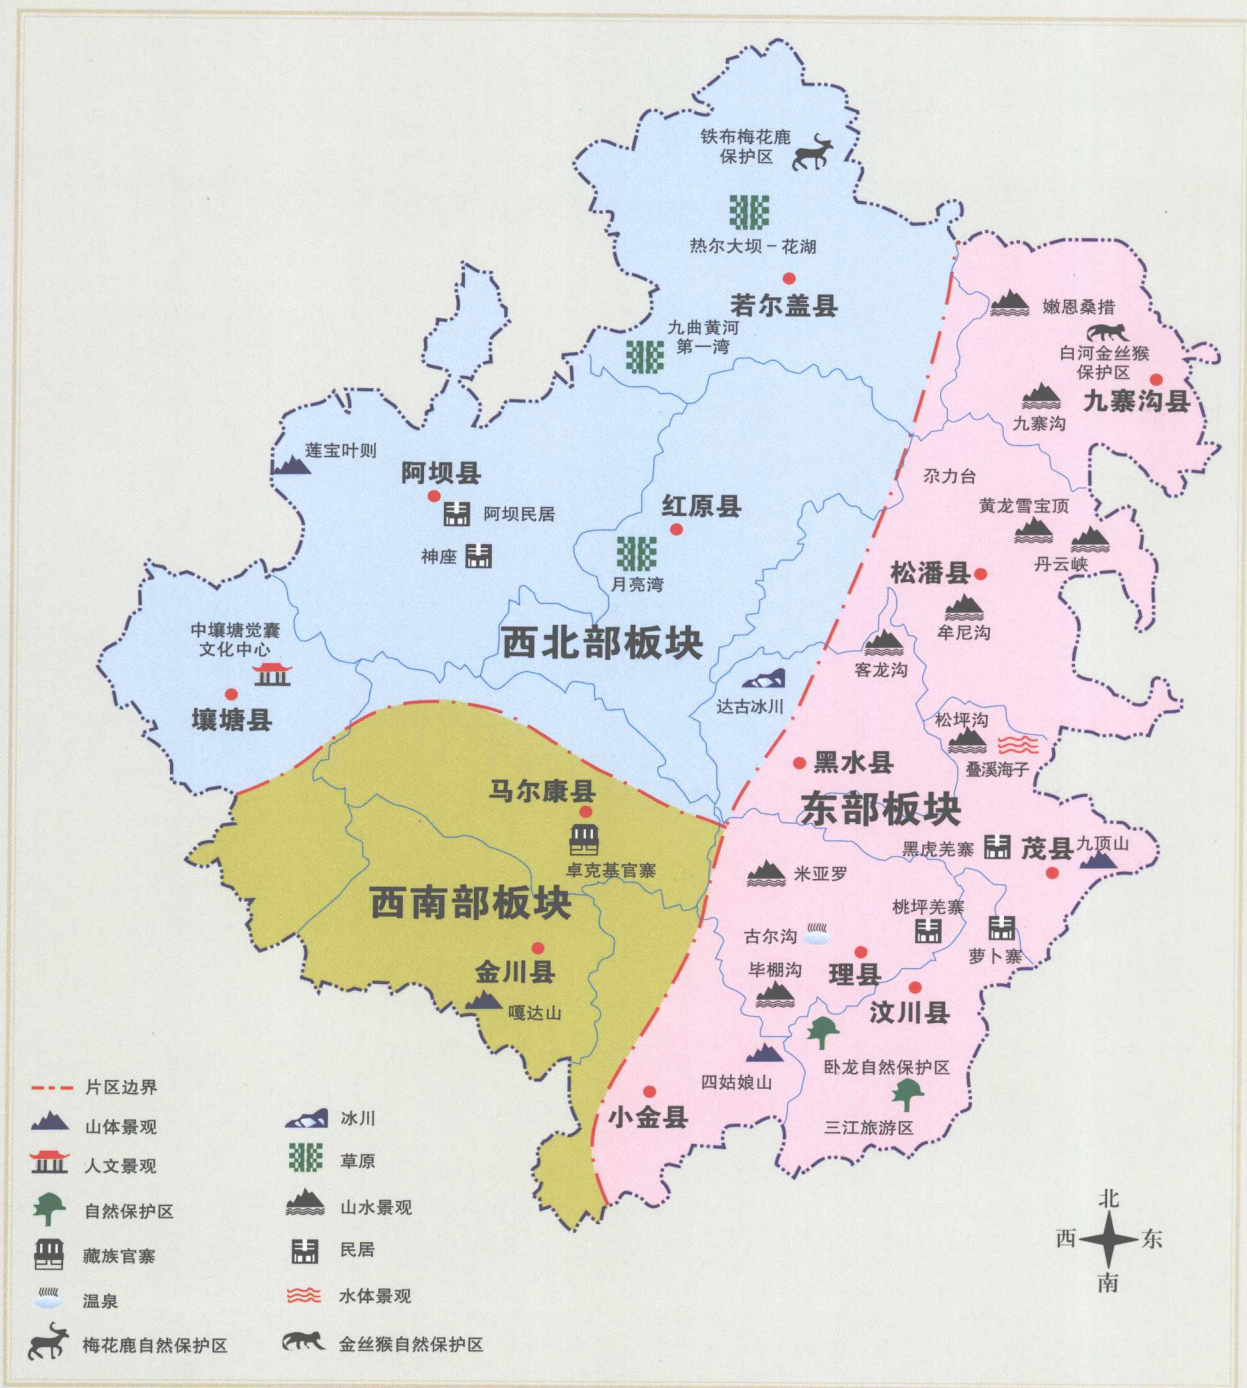 铁布梅花鹿
保护区
热尔大坝－花湖
若尔盖县
九曲黄河
第一湾
嫩恩桑措
白河金丝猴
保护区
九寨沟县
九寨沟
莲宝叶则
阿坝县
阿坝民居
神座
红原县
月亮湾
尕力台
黄龙雪宝顶
丹云峡
松潘县
牟尼沟
客龙沟
西北部板块
中壤塘觉囊
文化中心
壤塘县
达古冰川
松坪沟
叠溪海子
黑水县
东部板块
马尔康县
卓克基官寨
黑虎羌寨
茂县
九顶山
西南部板块
米亚罗
桃坪羌寨
古尔沟
萝卜寨
金川县
毕棚沟
理县
嘎达山
汶川县
卧龙自然保护区
四姑娘山
小金县
三江旅游区
片区边界
山体景观
人文景观
自然保护区
藏族官寨
温泉
梅花鹿自然保护区
冰川
草原
山水景观
民居
水体景观
金丝猴自然保护区
北
西
东
南